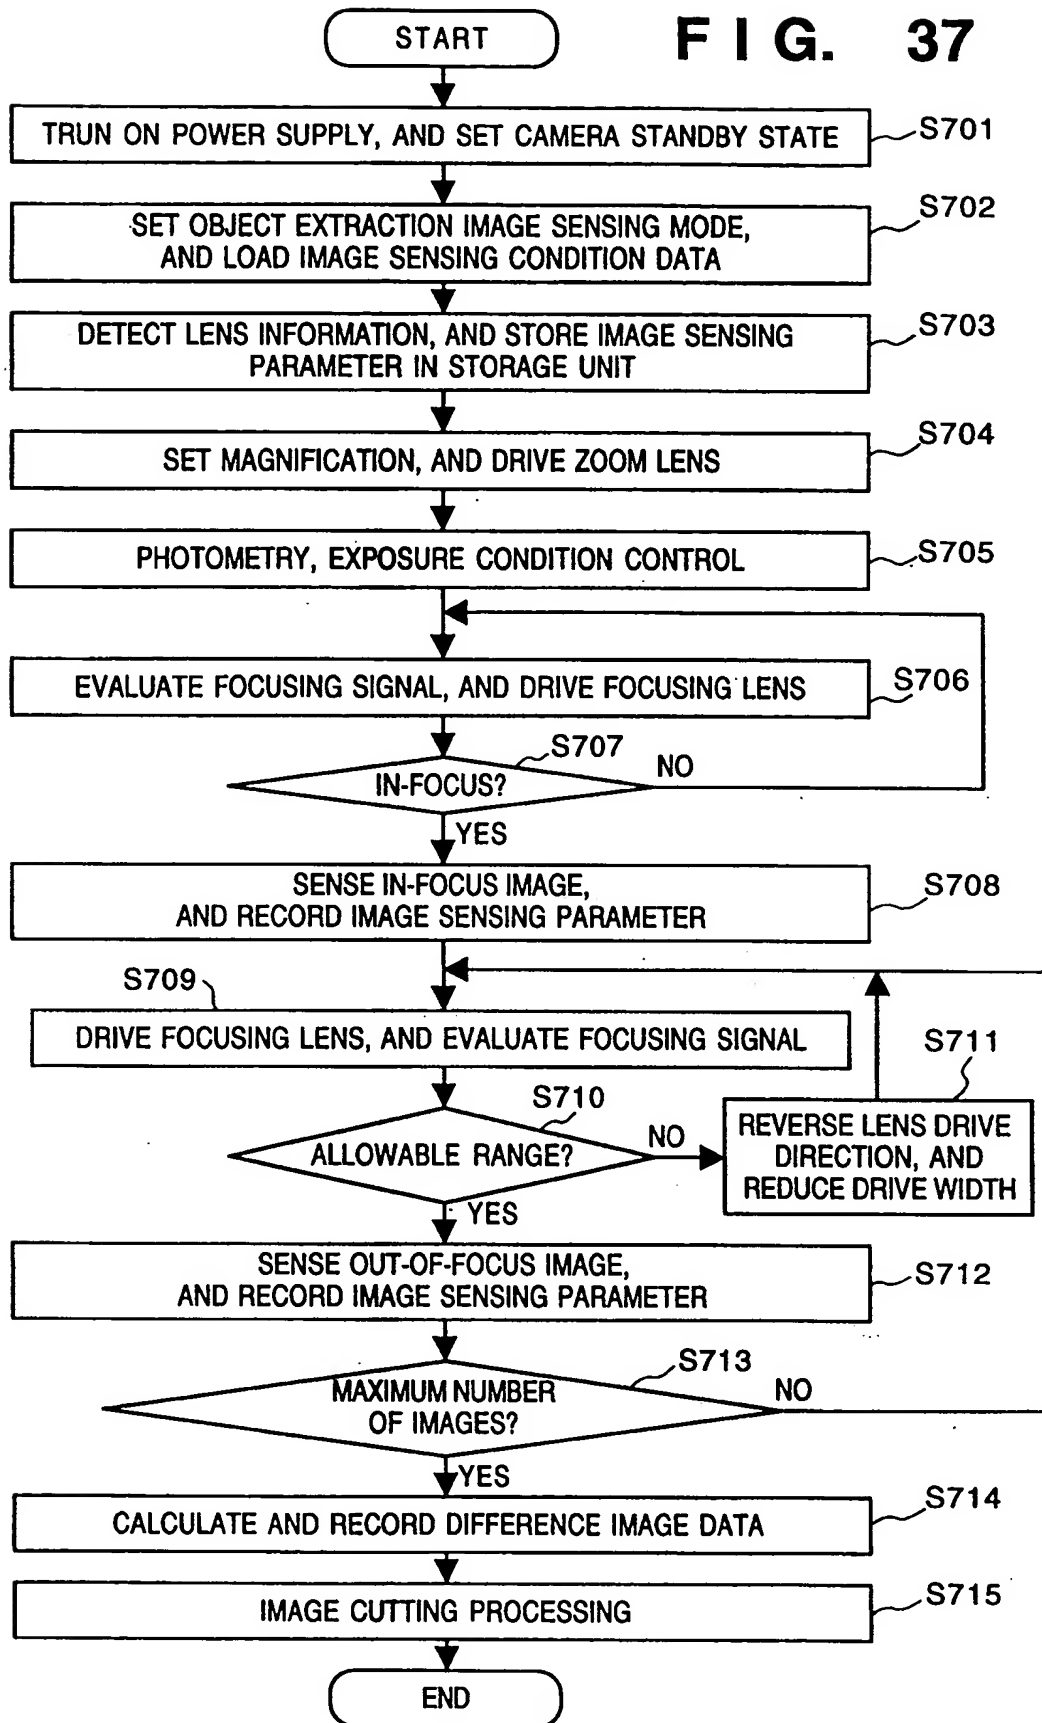 START
F I G. 37
TRUN ON POWER SUPPLY, AND SET CAMERA STANDBY STATE
S701
SET OBJECT EXTRACTION IMAGE SENSING MODE,
AND LOAD IMAGE SENSING CONDITION DATA
S702
DETECT LENS INFORMATION, AND STORE IMAGE SENSING
PARAMETER IN STORAGE UNIT
S703
SET MAGNIFICATION, AND DRIVE ZOOM LENS
S704
PHOTOMETRY, EXPOSURE CONDITION CONTROL
S705
EVALUATE FOCUSING SIGNAL, AND DRIVE FOCUSING LENS
S706
S707
IN-FOCUS?
NO
YES
SENSE IN-FOCUS IMAGE,
AND RECORD IMAGE SENSING PARAMETER
S708
S709
DRIVE FOCUSING LENS, AND EVALUATE FOCUSING SIGNAL
S710
ALLOWABLE RANGE?
NO
S711
REVERSE LENS DRIVE
DIRECTION, AND
REDUCE DRIVE WIDTH
YES
SENSE OUT-OF-FOCUS IMAGE,
AND RECORD IMAGE SENSING PARAMETER
S712
S713
MAXIMUM NUMBER
OF IMAGES?
NO
YES
CALCULATE AND RECORD DIFFERENCE IMAGE DATA
S714
IMAGE CUTTING PROCESSING
S715
END